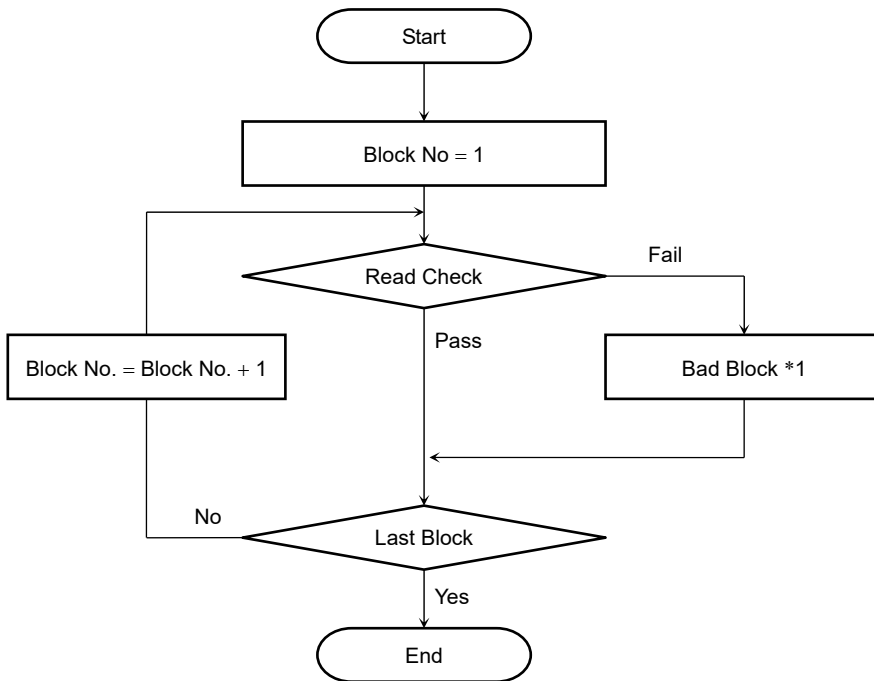 Start
Block No = 1
Read Check
Fail
Pass
Block No. = Block No. + 1
Bad Block *1
No
Last Block
Yes
End